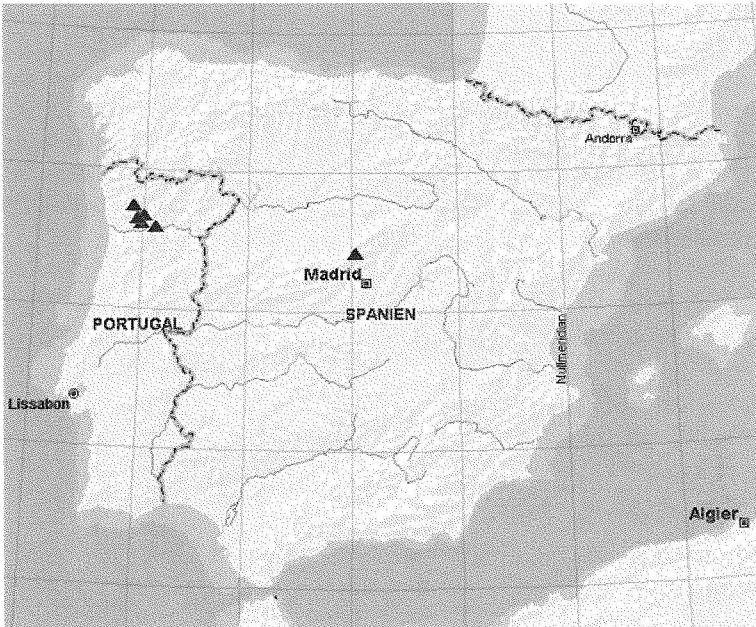 Andorra
Madrid
SPANIEN
PORTUGAL
Nullmeridian
Lissabon
Algier